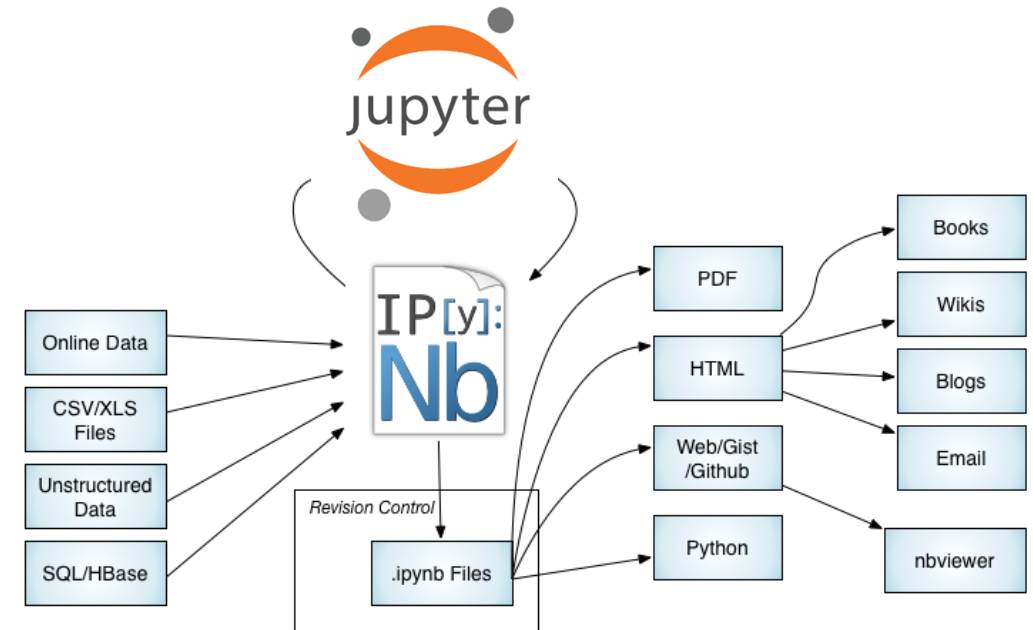 jupyter
IP[y]:
Nb
Online Data
CSV/XLS
Files
Unstructured
Data
SQL/HBase
Revision Control
.ipynb Files
PDF
HTML
Web/Gist
/Github
Python
Books
Wikis
Blogs
Email
nbviewer